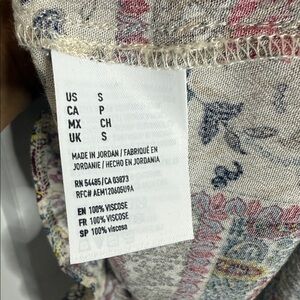 US S
CA P
MX CH
UK S
MADE IN JORDAN / FABRIQUÉ EN
JORDANIE / HECHO EN JORDANIA
RN 54485/CA 03873
RFC# AEM120605U9A
EN 100% VISCOSE
FR 100% VISCOSE
SP 100% viscosa